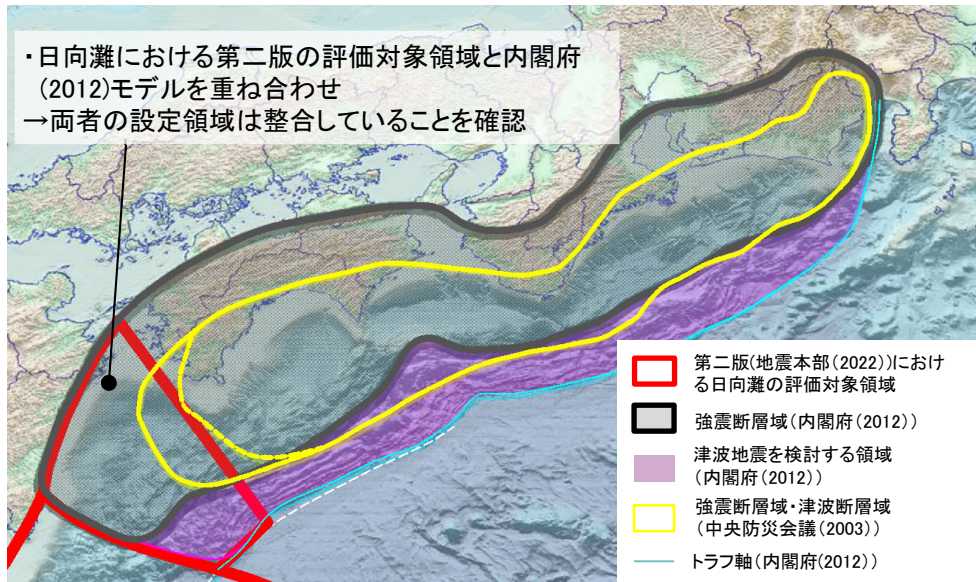 ・日向灘における第二版の評価対象領域と内閣府
(2012)モデルを重ね合わせ
→両者の設定領域は整合していることを確認
第二版(地震本部(2022))におけ
る日向灘の評価対象領域
強震断層域(内閣府(2012))
津波地震を検討する領域
(内閣府(2012))
強震断層域・津波断層域
(中央防災会議(2003))
トラフ軸(内閣府(2012))